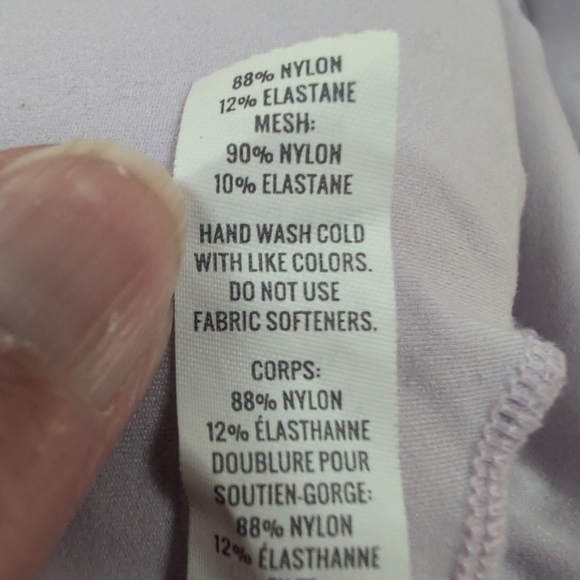 88% NYLON
12% ELASTANE
MESH:
90% NYLON
10% ELASTANE
HAND WASH COLD
WITH LIKE COLORS.
DO NOT USE
FABRIC SOFTENERS.
CORPS:
88% NYLON
12% ÉLASTHANNE
DOUBLURE POUR
SOUTIEN-GORGE:
88% NYLON
12% ÉLASTHANNE